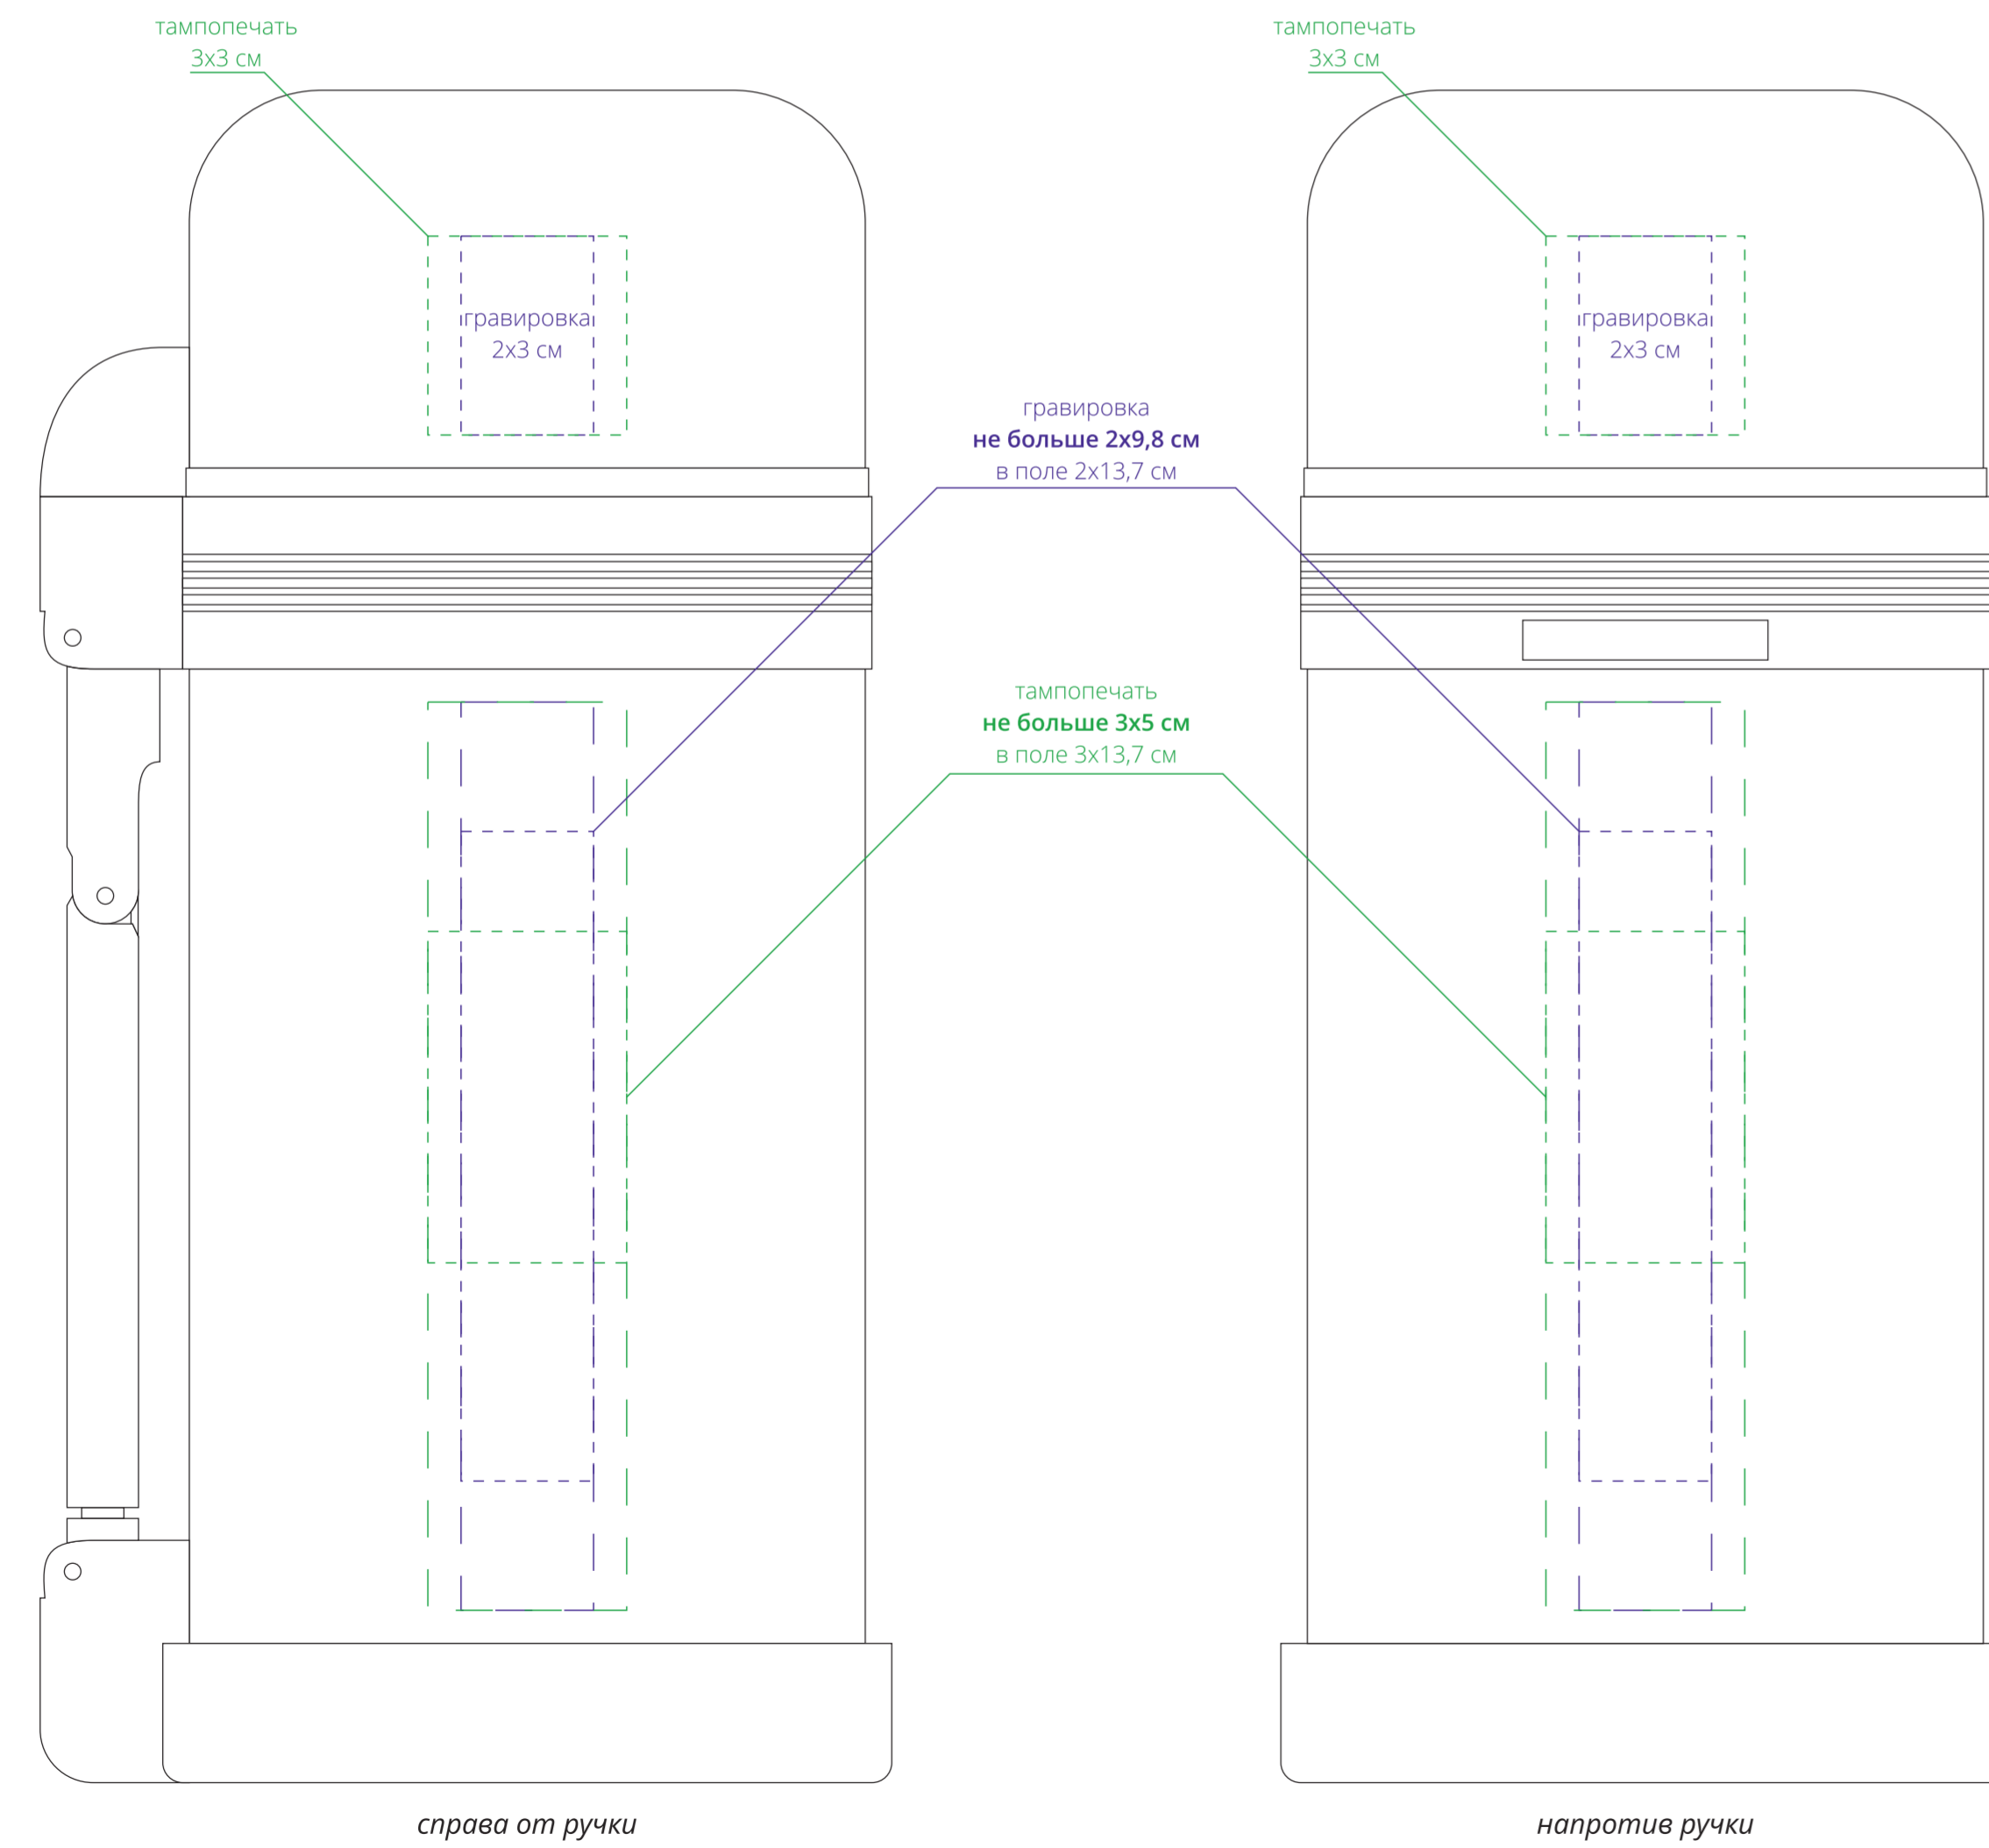 тампопечать
3х3 см
тампопечать
3х3 см
гравировка
2х3 см
гравировка
2х3 см
гравировка
не больше 2х9,8 см
в поле 2х13,7 см
тампопечать
не больше 3х5 см
в поле 3х13,7 см
справа от ручки
напротив ручки